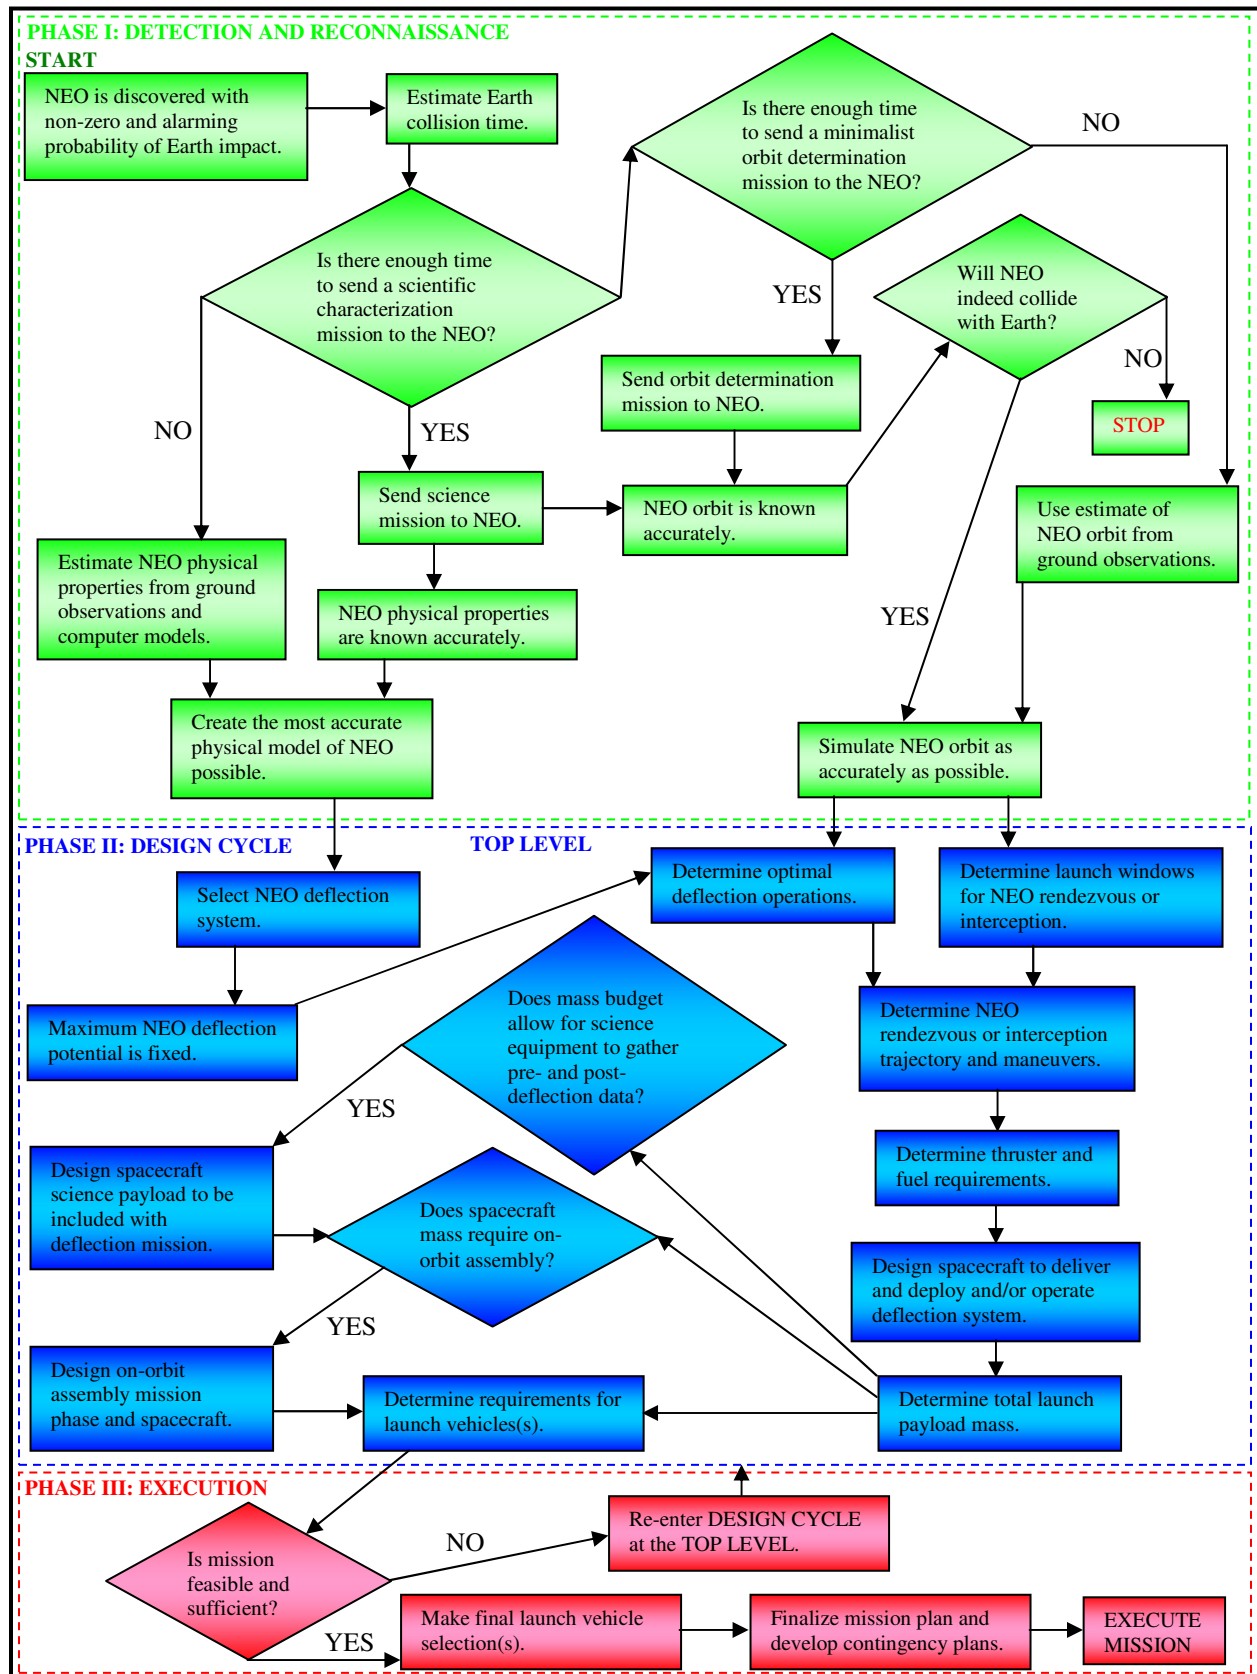 PHASE I: DETECTION AND RECONNAISSANCE
START
NEO is discovered with
non-zero and alarming
probability of Earth impact.
Estimate Earth
collision time.
Is there enough time
to send a minimalist
orbit determination
mission to the NEO?
NO
YES
Is there enough time
to send a scientific
characterization
mission to the NEO?
NO
YES
Will NEO
indeed collide
with Earth?
NO
STOP
YES
Send orbit determination
mission to NEO.
Send science
mission to NEO.
NEO orbit is known
accurately.
Use estimate of
NEO orbit from
ground observations.
Estimate NEO physical
properties from ground
observations and
computer models.
NEO physical properties
are known accurately.
Create the most accurate
physical model of NEO
possible.
Simulate NEO orbit as
accurately as possible.
PHASE II: DESIGN CYCLE
TOP LEVEL
Select NEO deflection
system.
Determine optimal
deflection operations.
Determine launch windows
for NEO rendezvous or
interception.
Maximum NEO deflection
potential is fixed.
Does mass budget
allow for science
equipment to gather
pre- and post-
deflection data?
YES
Determine NEO
rendezvous or interception
trajectory and maneuvers.
Design spacecraft
science payload to be
included with
deflection mission.
Does spacecraft
mass require on-
orbit assembly?
YES
Determine thruster and
fuel requirements.
Design spacecraft to deliver
and deploy and/or operate
deflection system.
Design on-orbit
assembly mission
phase and spacecraft.
Determine requirements for
launch vehicles(s).
Determine total launch
payload mass.
PHASE III: EXECUTION
Is mission
feasible and
sufficient?
NO
Re-enter DESIGN CYCLE
at the TOP LEVEL.
YES
Make final launch vehicle
selection(s).
Finalize mission plan and
develop contingency plans.
EXECUTE
MISSION